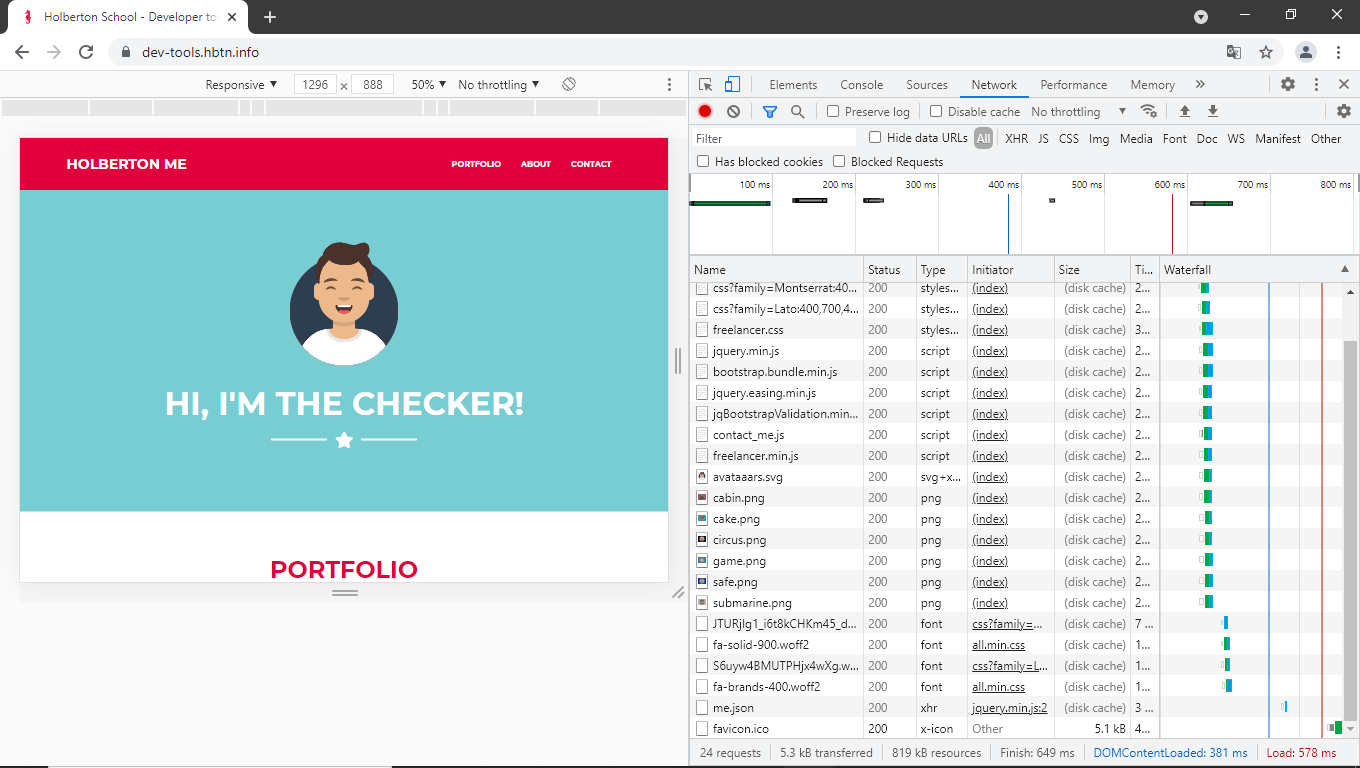 Holberton School - Developer to
dev-tools.hbtn.info
Responsive 1296 × 888 50% No throttling
HOLBERTON ME PORTFOLIO ABOUT CONTACT
HI, I'M THE CHECKER!
PORTFOLIO
Elements Console Sources Network Performance Memory »
Preserve log Disable cache No throttling
Filter Hide data URLs All XHR JS CSS Img Media Font Doc WS Manifest Other
Has blocked cookies Blocked Requests
100 ms 200 ms 300 ms 400 ms 500 ms 600 ms 700 ms 800 ms
Name Status Type Initiator Size Ti... Waterfall
css?family=Montserrat:40... 200 styles... (index) (disk cache) 2...
css?family=Lato:400,700,4... 200 styles... (index) (disk cache) 2...
freelancer.css 200 styles... (index) (disk cache) 3...
jquery.min.js 200 script (index) (disk cache) 2...
bootstrap.bundle.min.js 200 script (index) (disk cache) 2...
jquery.easing.min.js 200 script (index) (disk cache) 2...
jqBootstrapValidation.min... 200 script (index) (disk cache) 2...
contact_me.js 200 script (index) (disk cache) 2...
freelancer.min.js 200 script (index) (disk cache) 2...
avataaars.svg 200 svg+x... (index) (disk cache) 2...
cabin.png 200 png (index) (disk cache) 2...
cake.png 200 png (index) (disk cache) 2...
circus.png 200 png (index) (disk cache) 2...
game.png 200 png (index) (disk cache) 2...
safe.png 200 png (index) (disk cache) 2...
submarine.png 200 png (index) (disk cache) 2...
JTURjIg1_i6t8kCHKm45_d... 200 font css?family=... (disk cache) 7 ...
fa-solid-900.woff2 200 font all.min.css (disk cache) 1...
S6uyw4BMUTPHjx4wXg.w... 200 font css?family=L... (disk cache) 1...
fa-brands-400.woff2 200 font all.min.css (disk cache) 1...
me.json 200 xhr jquery.min.js:2 (disk cache) 3 ...
favicon.ico 200 x-icon Other 5.1 kB 4...
24 requests 5.3 kB transferred 819 kB resources Finish: 649 ms DOMContentLoaded: 381 ms Load: 578 ms